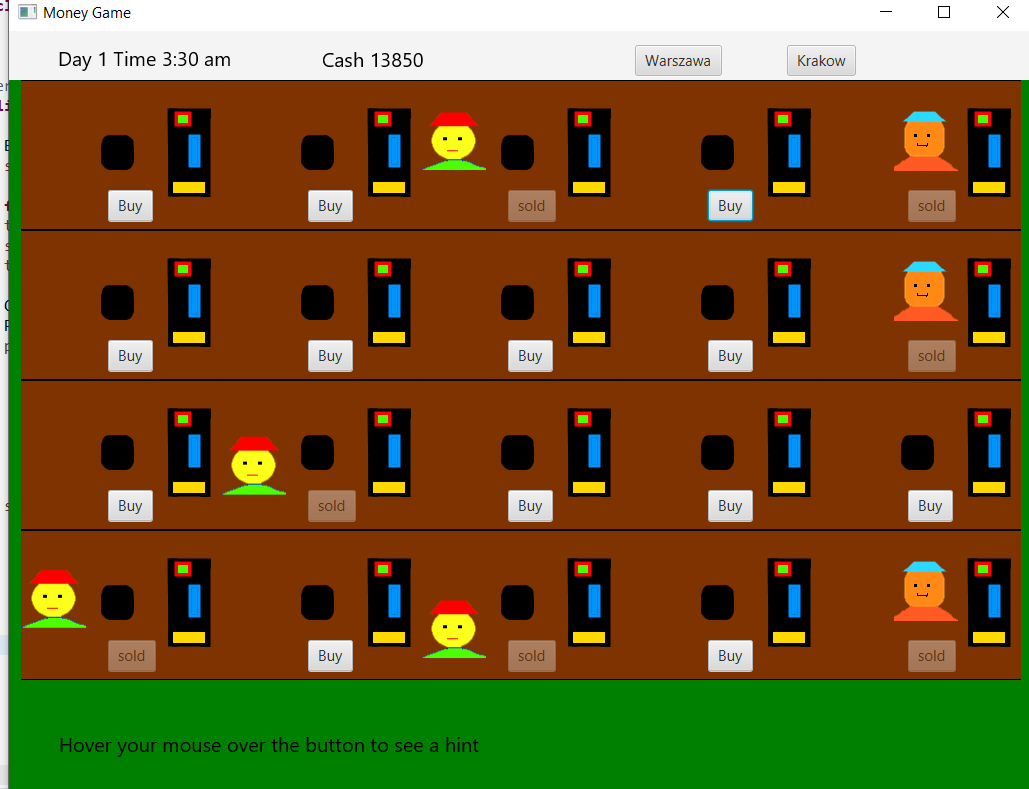 Money Game
Day 1 Time 3:30 am Cash 13850 Warszawa Krakow
Buy Buy sold Buy sold
Buy Buy Buy Buy sold
Buy sold Buy Buy Buy
sold Buy sold Buy sold
Hover your mouse over the button to see a hint